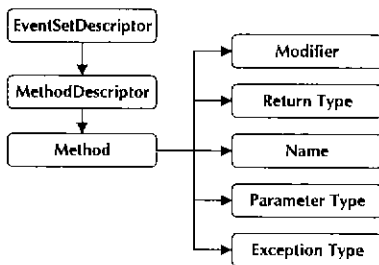 EventSetDescriptor
MethodDescriptor
Method
Modifier
Return Type
Name
Parameter Type
Exception Type